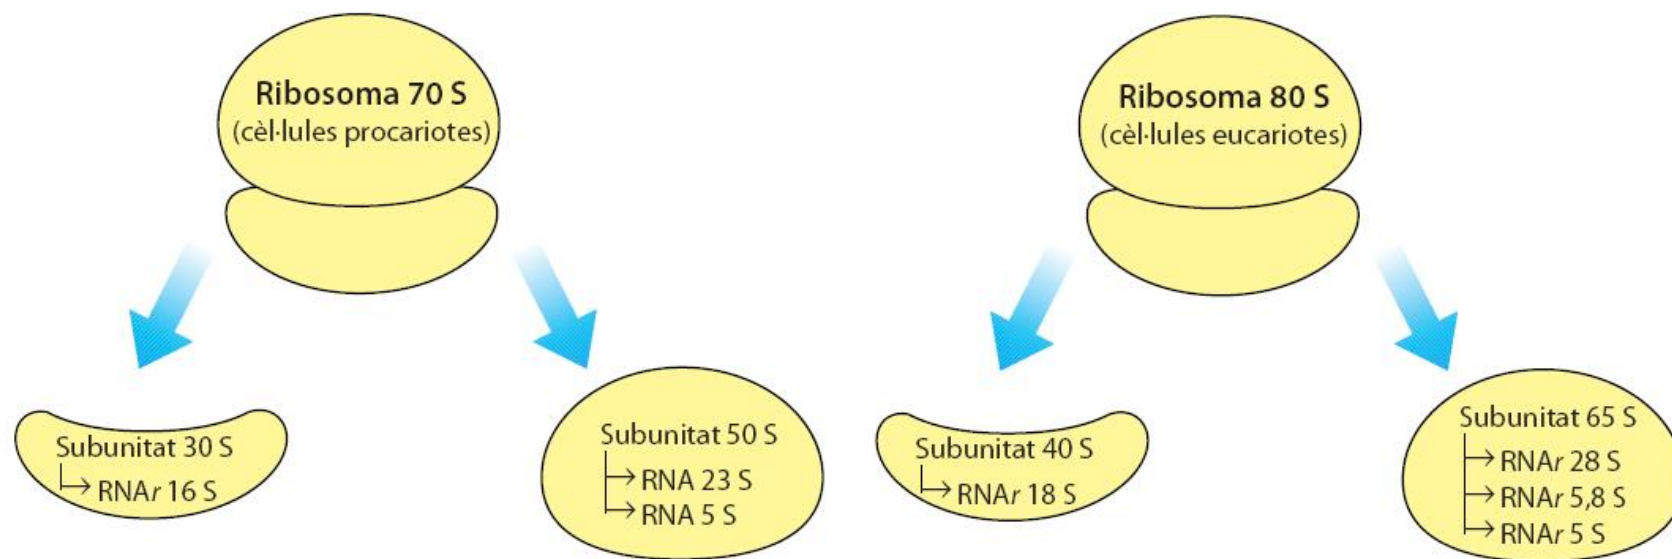 Ribosoma 70 S
(cèl·lules procariotes)
Ribosoma 80 S
(cèl·lules eucariotes)
Subunitat 30 S
RNAr 16 S
Subunitat 50 S
RNA 23 S
RNA 5 S
Subunitat 40 S
RNAr 18 S
Subunitat 65 S
RNAr 28 S
RNAr 5,8 S
RNAr 5 S